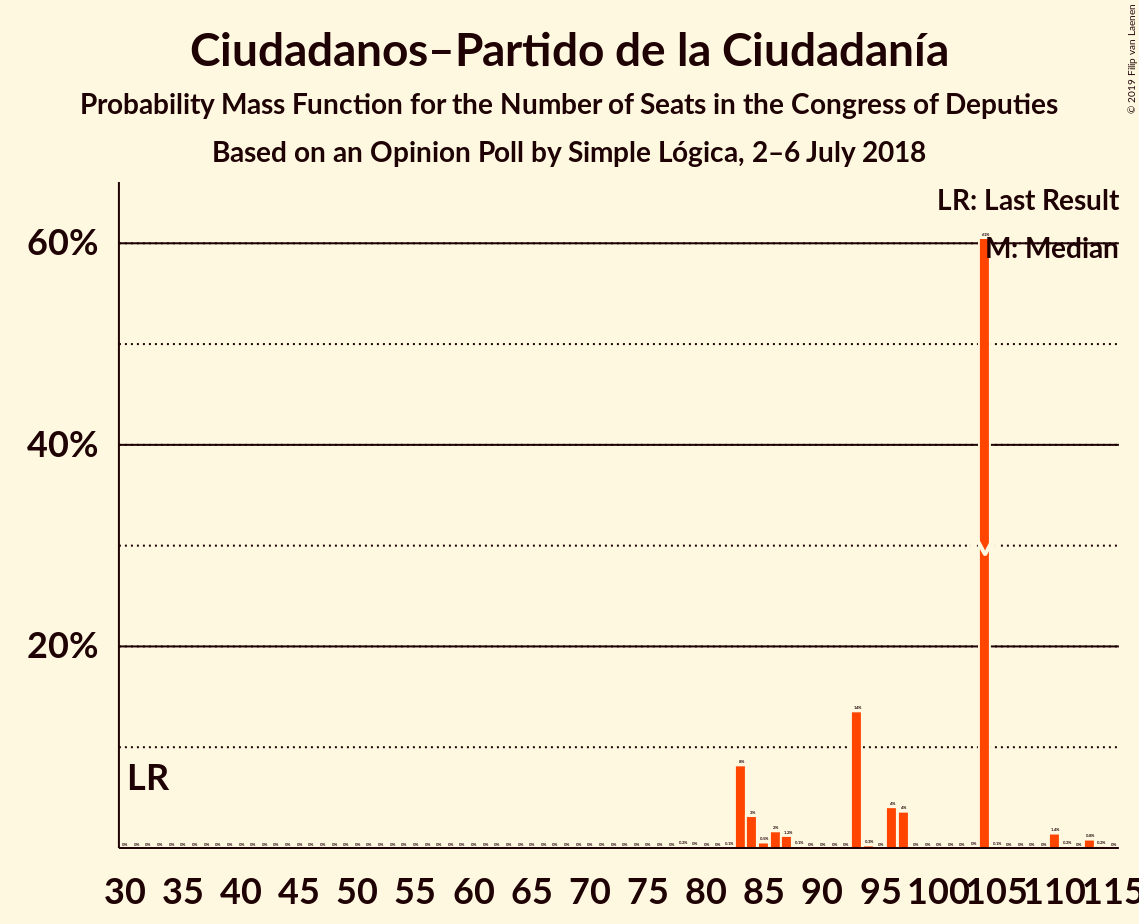 Ciudadanos–Partido de la Ciudadanía
Probability Mass Function for the Number of Seats in the Congress of Deputies
Based on an Opinion Poll by Simple Lógica, 2–6 July 2018
© 2019 Filip van Laenen
LR: Last Result
M: Median
60%
40%
20%
LR
30 35 40 45 50 55 60 65 70 75 80 85 90 95 100 105 110 115